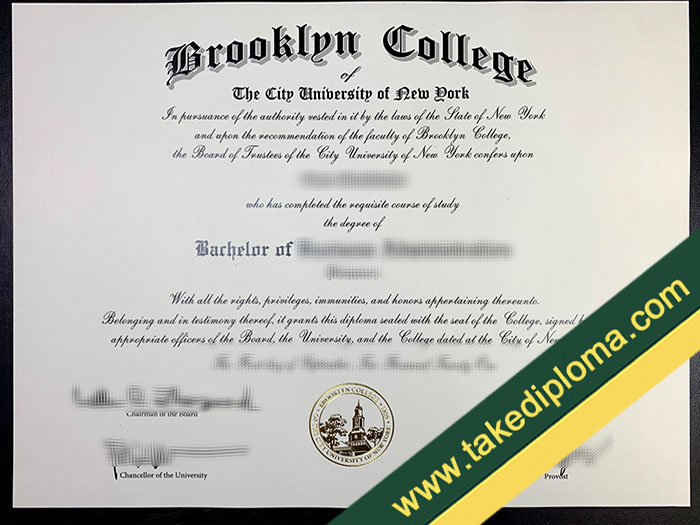 Brooklyn College
of
The City University of New York
In pursuance of the authority vested in it by the laws of the State of New York
and upon the recommendation of the faculty of Brooklyn College,
the Board of Trustees of the City University of New York confers upon
who has completed the requisite course of study
the degree of
Bachelor of
With all the rights, privileges, immunities, and honors appertaining thereunto.
Belonging and in testimony thereof, it grants this diploma sealed with the seal of the College, signed
appropriate officers of the Board, the University, and the College dated at the City of
Chairman of the Board
Chancellor of the University
Provost
BROOKLYN COLLEGE
www.takediploma.com